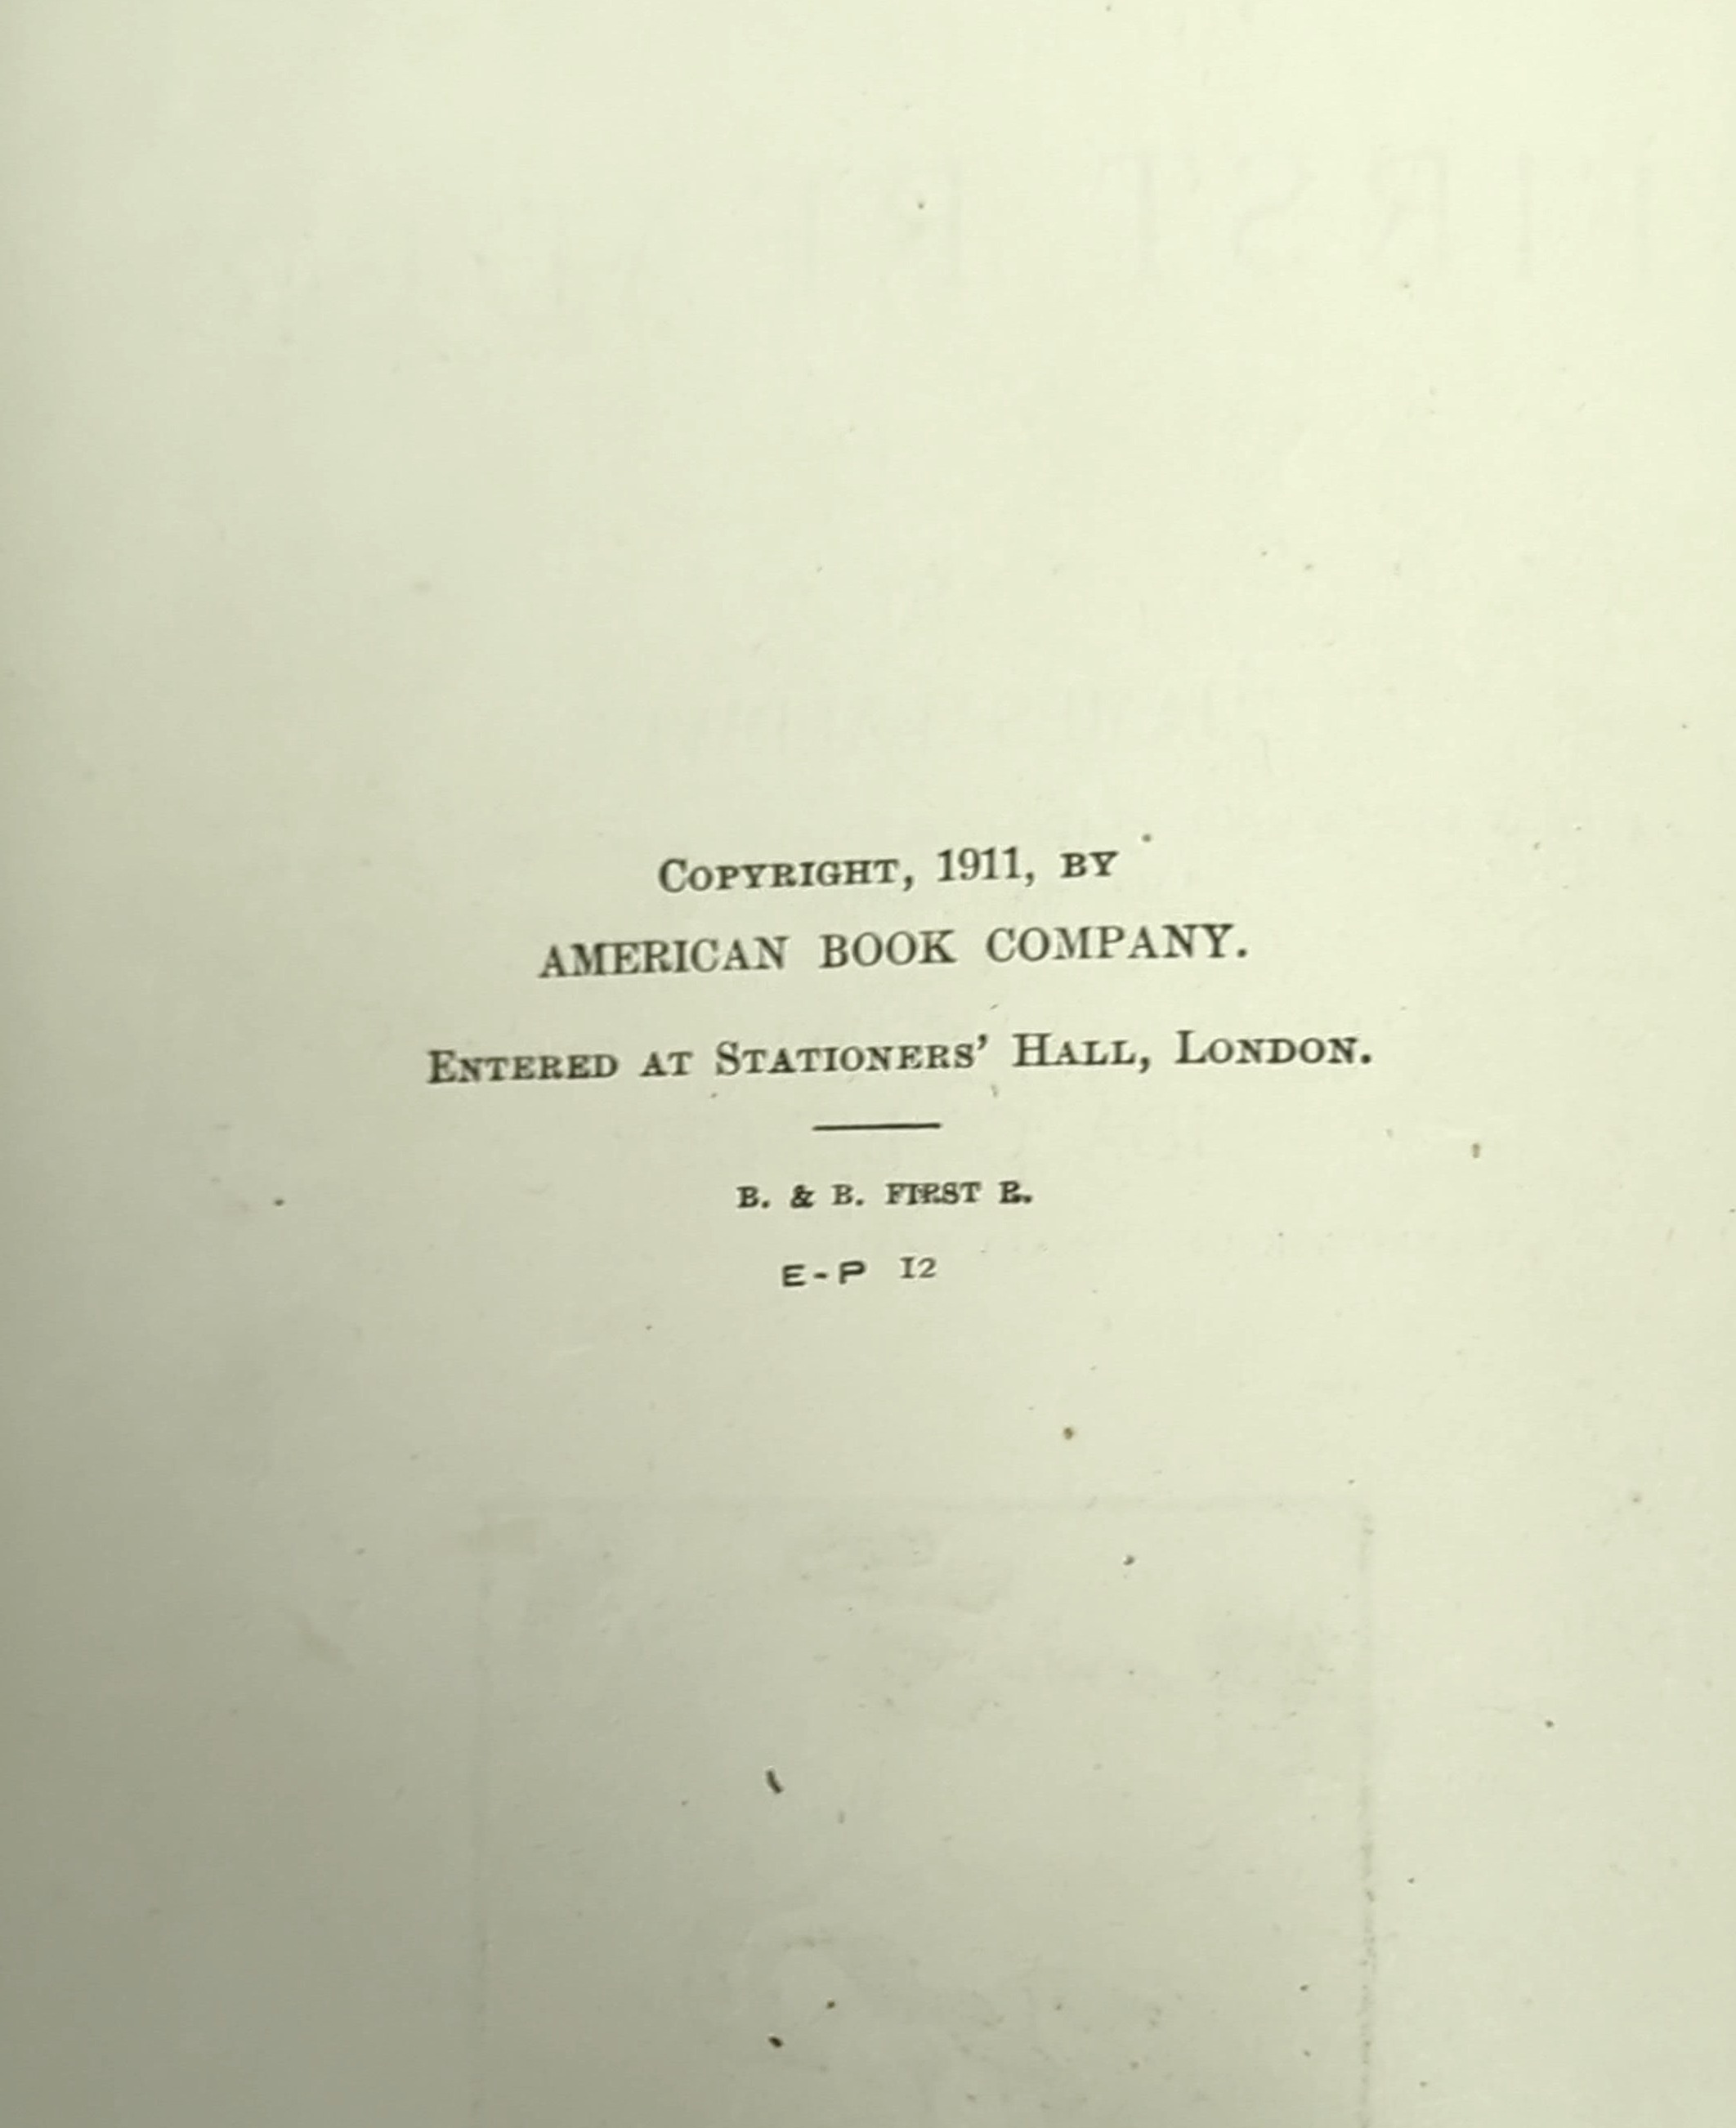 COPYRIGHT, 1911, BY
AMERICAN BOOK COMPANY.
ENTERED AT STATIONERS' HALL, LONDON.
B. & B. FIRST R.
E-P 12